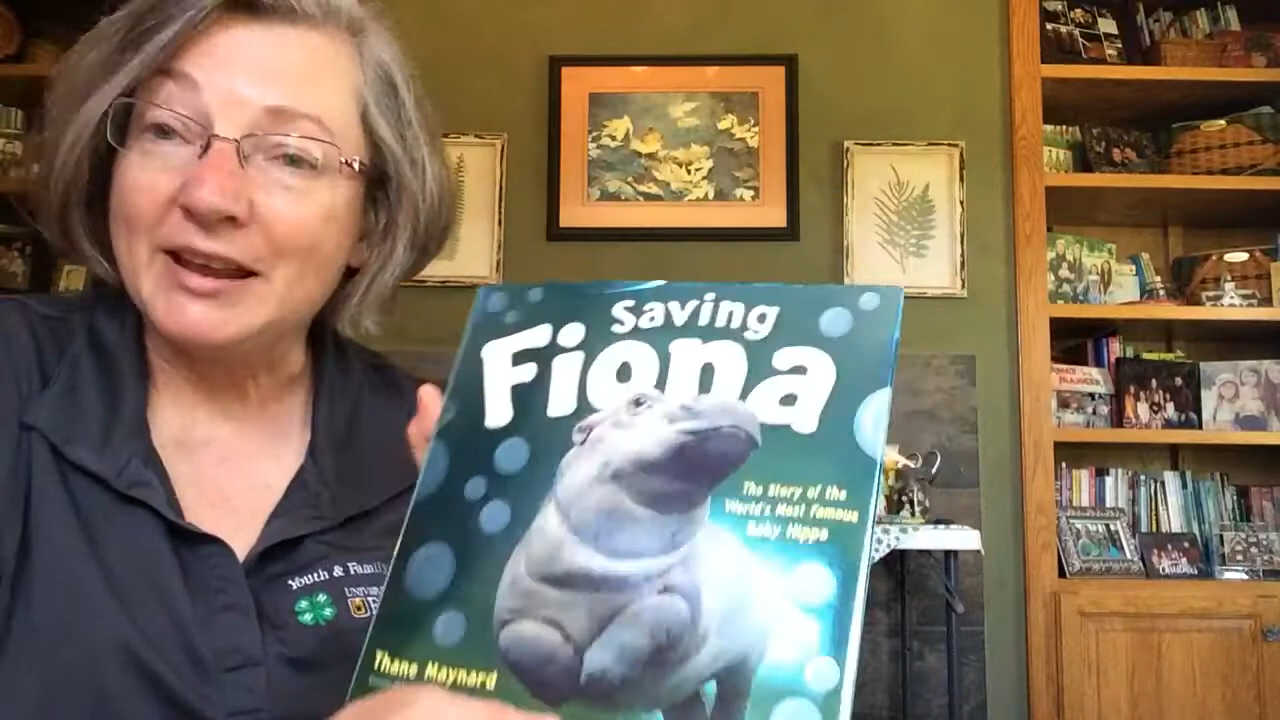 saving
Fiona
The Story of the
World's Most Famous
Baby Hippo
Thane Maynard
Youth & Family